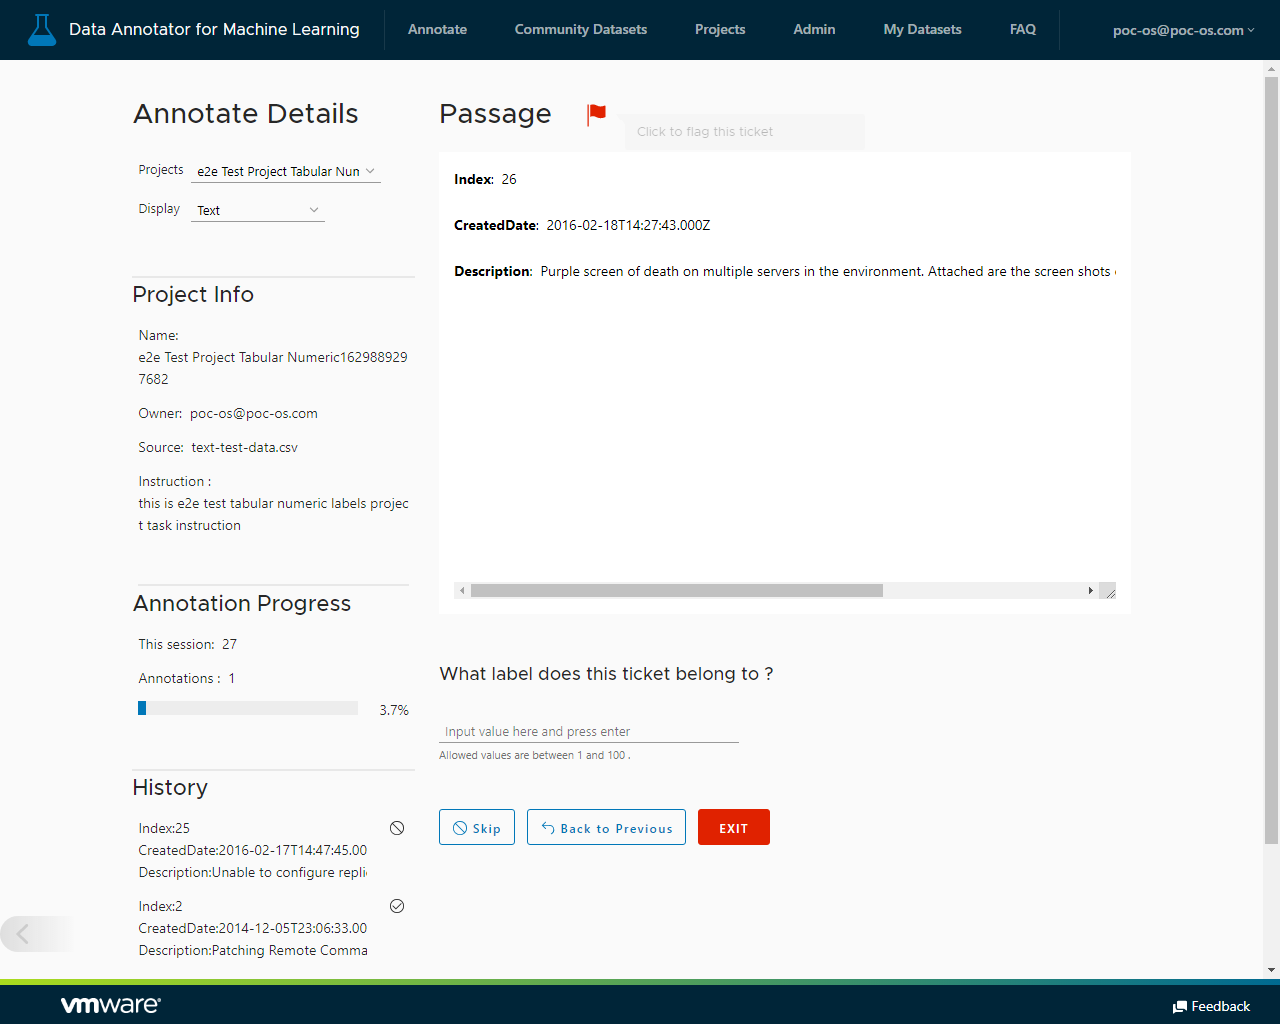 Data Annotator for Machine Learning
Annotate
Community Datasets
Projects
Admin
My Datasets
FAQ
poc-os@poc-os.com
Annotate Details
Projects
e2e Test Project Tabular Nun
Display
Text
Project Info
Name:
e2e Test Project Tabular Numeric162988929
7682
Owner: poc-os@poc-os.com
Source: text-test-data.csv
Instruction :
this is e2e test tabular numeric labels projec
t task instruction
Annotation Progress
This session: 27
Annotations : 1
3.7%
History
Index:25
CreatedDate:2016-02-17T14:47:45.00
Description:Unable to configure repli
Index:2
CreatedDate:2014-12-05T23:06:33.00
Description:Patching Remote Comma
Passage
Click to flag this ticket
Index: 26
CreatedDate: 2016-02-18T14:27:43.000Z
Description: Purple screen of death on multiple servers in the environment. Attached are the screen shots
What label does this ticket belong to ?
Input value here and press enter
Allowed values are between 1 and 100 .
Skip
Back to Previous
EXIT
vmware
Feedback